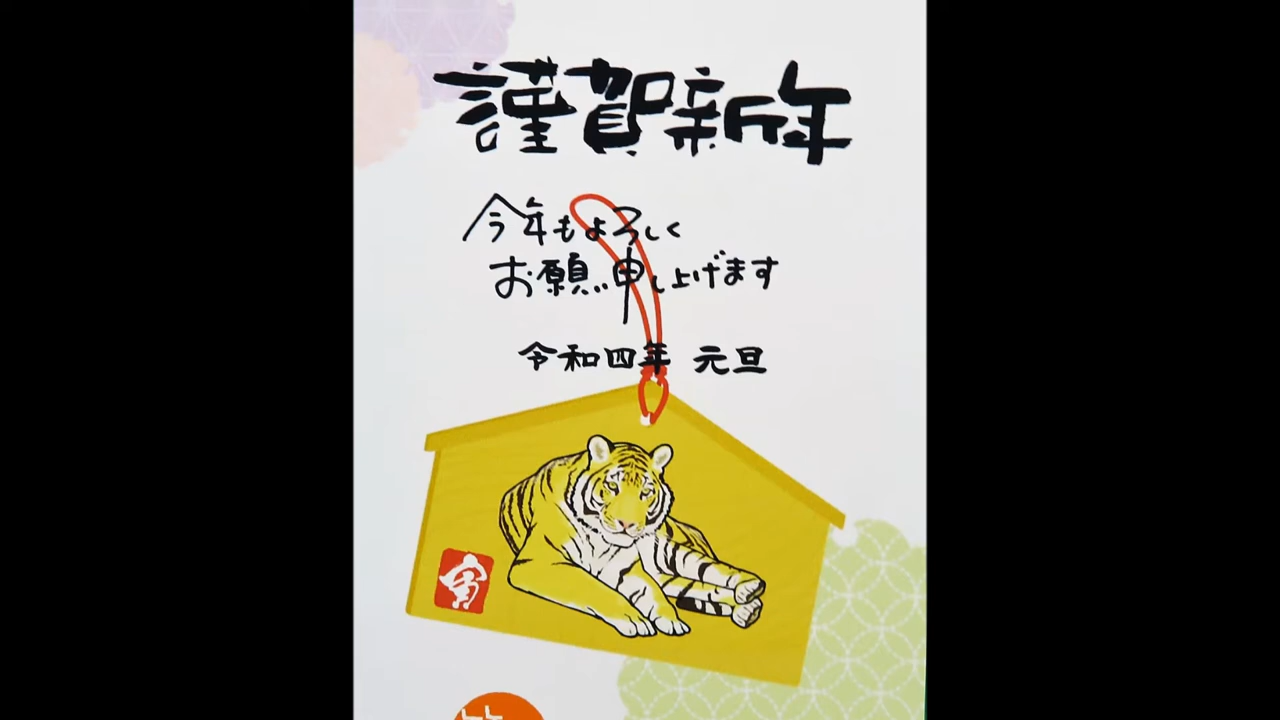 謹賀新年
今年もよろしく
お願い申し上げます
令和四年 元旦
寅